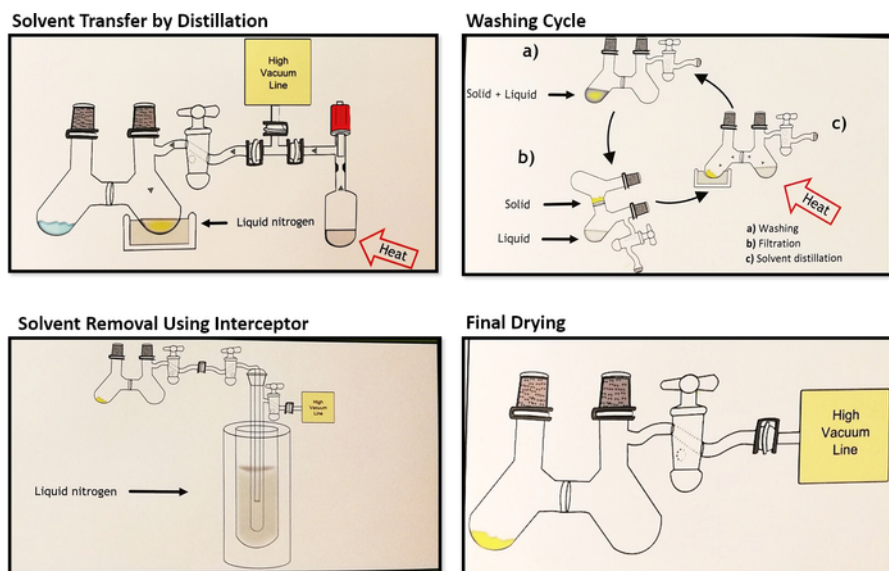 Solvent Transfer by Distillation
High
Vacuum
Line
Liquid nitrogen
Heat
Washing Cycle
a)
Solid + Liquid
b)
Solid
Liquid
c)
Heat
a) Washing
b) Filtration
c) Solvent distillation
Solvent Removal Using Interceptor
High
Vacuum
Line
Liquid nitrogen
Final Drying
High
Vacuum
Line